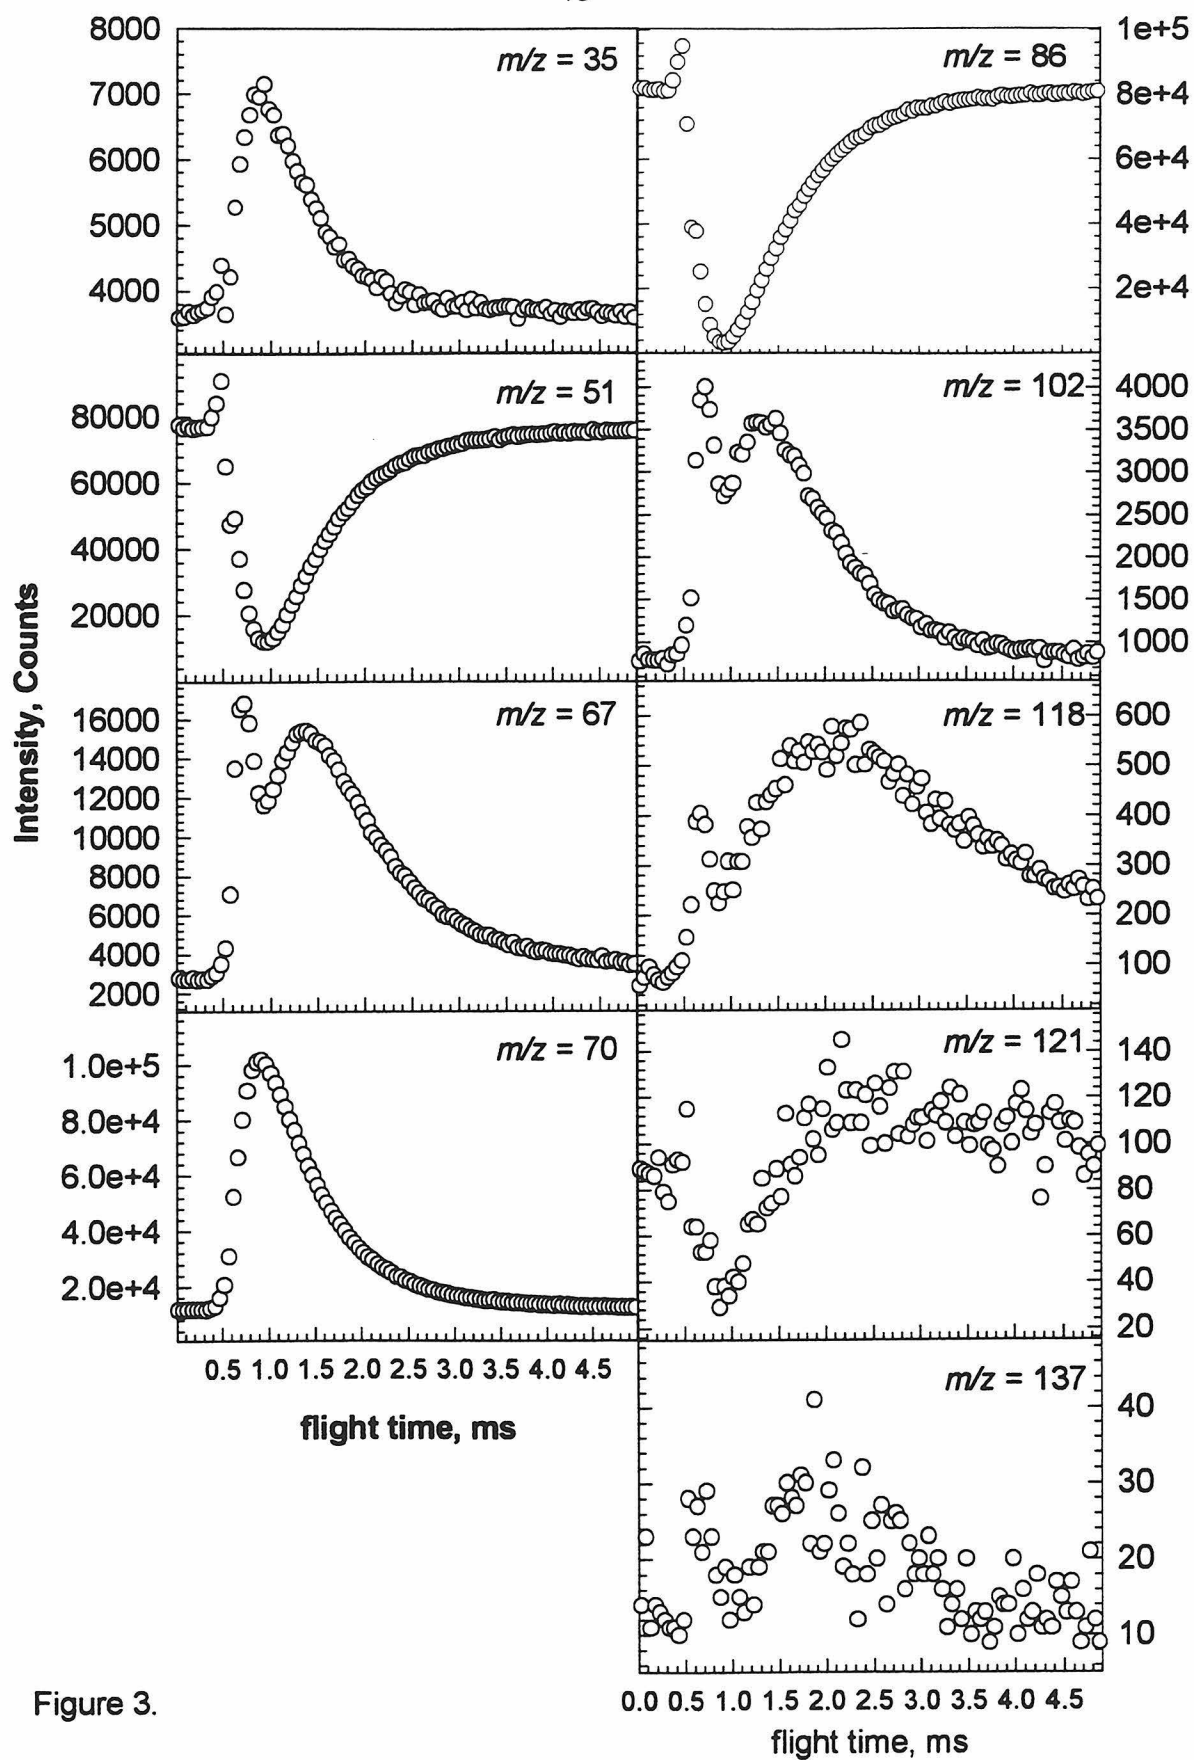 8000
7000
6000
5000
4000
m/z = 35
1e+5
8e+4
6e+4
4e+4
2e+4
m/z = 86
80000
60000
40000
20000
m/z = 51
4000
3500
3000
2500
2000
1500
1000
m/z = 102
Intensity, Counts
16000
14000
12000
10000
8000
6000
4000
2000
m/z = 67
600
500
400
300
200
100
m/z = 118
1.0e+5
8.0e+4
6.0e+4
4.0e+4
2.0e+4
m/z = 70
0.5 1.0 1.5 2.0 2.5 3.0 3.5 4.0 4.5
flight time, ms
140
120
100
80
60
40
20
m/z = 121
40
30
20
10
m/z = 137
0.0 0.5 1.0 1.5 2.0 2.5 3.0 3.5 4.0 4.5
flight time, ms
Figure 3.